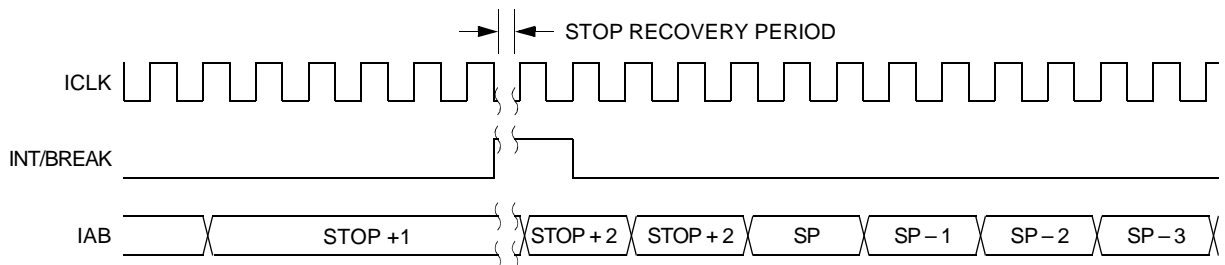 STOP RECOVERY PERIOD
ICLK
INT/BREAK
IAB STOP +1 STOP + 2 STOP + 2 SP SP – 1 SP – 2 SP – 3